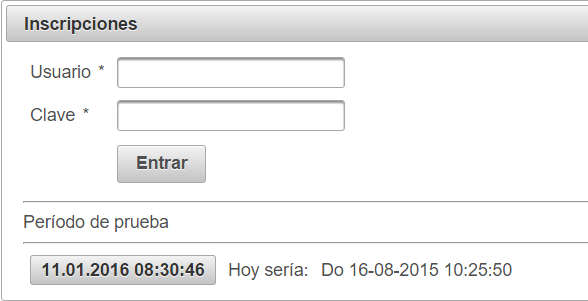 Inscripciones
Usuario *
Clave *
Entrar
Período de prueba
11.01.2016 08:30:46 Hoy sería: Do 16-08-2015 10:25:50